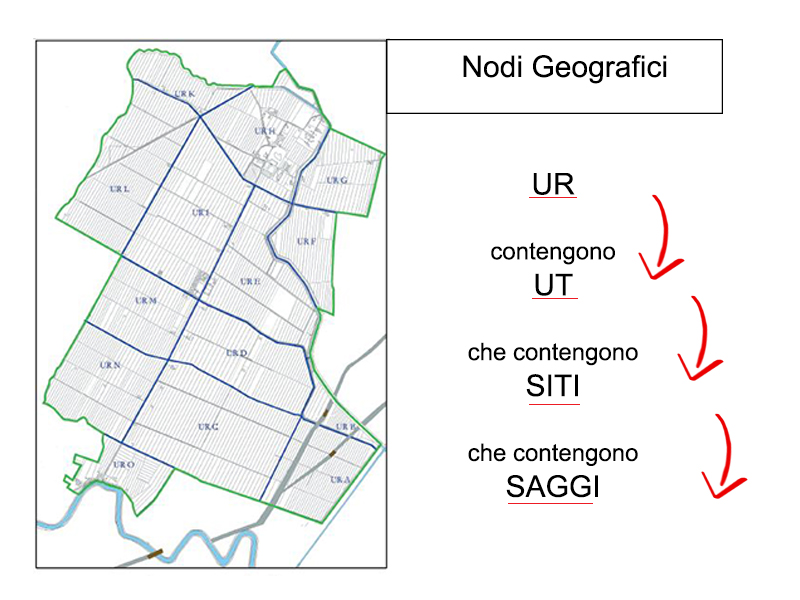 Nodi Geografici
UR
contengono
UT
che contengono
SITI
che contengono
SAGGI
UR K
UR H
UR G
UR L
UR I
UR F
UR E
UR M
UR D
UR N
UR G
UR B
UR O
UR A